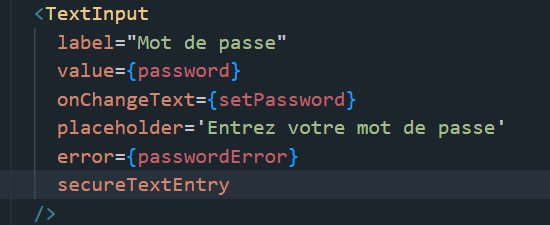 <TextInput
label="Mot de passe"
value={password}
onChangeText={setPassword}
placeholder='Entrez votre mot de passe'
error={passwordError}
secureTextEntry
/>